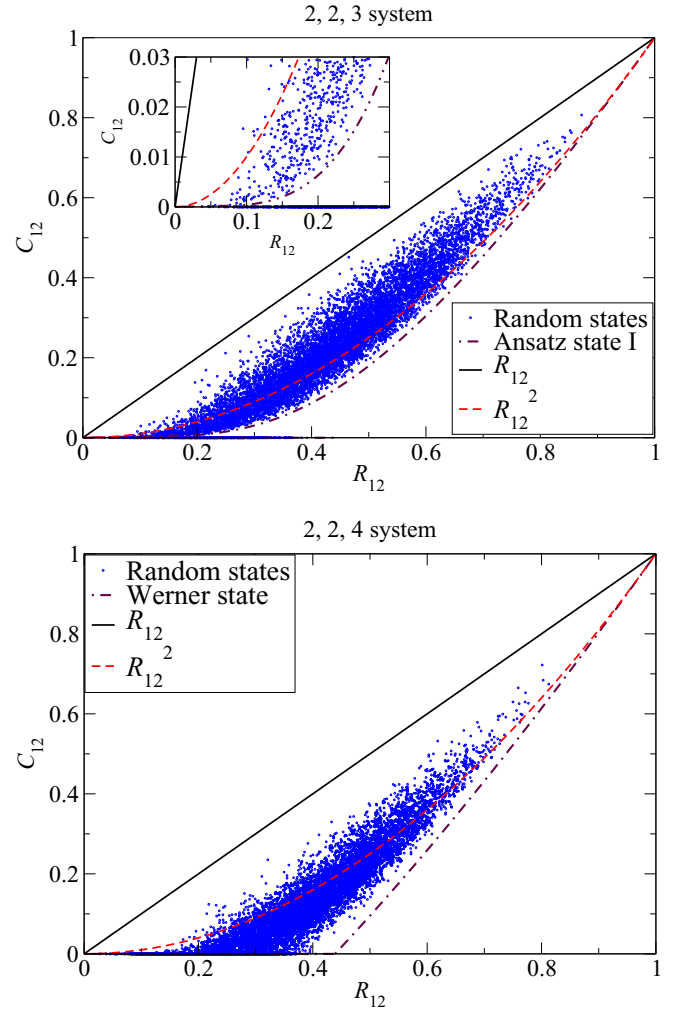 2, 2, 3 system
1
0.8
0.6
0.4
0.2
0
C12
0.03
0.02
0.01
0
C12
0
0.1
0.2
R12
Random states
Ansatz state I
R12
R12^2
0
0.2
0.4
0.6
0.8
1
R12
2, 2, 4 system
1
0.8
0.6
0.4
0.2
0
C12
Random states
Werner state
R12
R12^2
0
0.2
0.4
0.6
0.8
1
R12